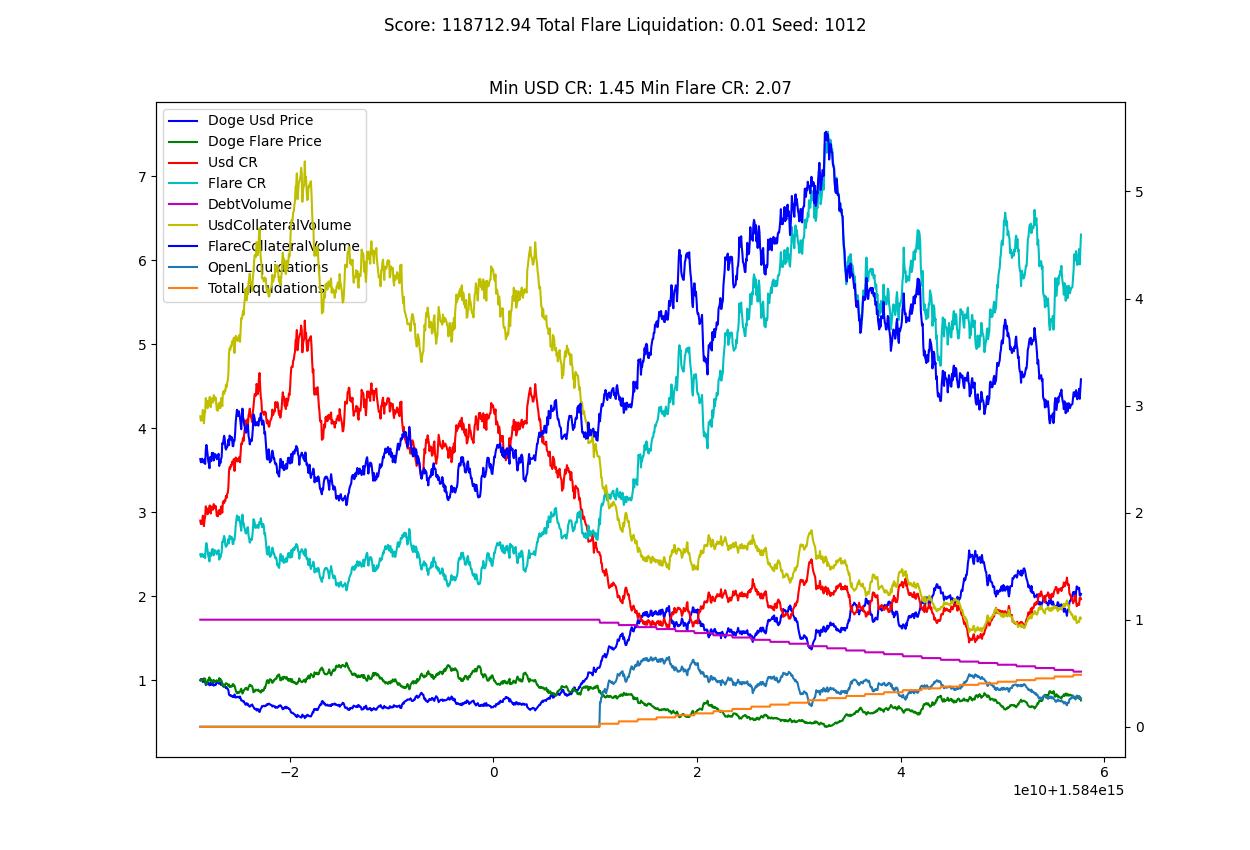 Score: 118712.94 Total Flare Liquidation: 0.01 Seed: 1012
Min USD CR: 1.45 Min Flare CR: 2.07
Doge Usd Price
Doge Flare Price
Usd CR
Flare CR
DebtVolume
UsdCollateralVolume
FlareCollateralVolume
OpenLiquidations
TotalLiquidations
7
6
5
4
3
2
1
5
4
3
2
1
0
−2
0
2
4
6
1e10+1.584e15